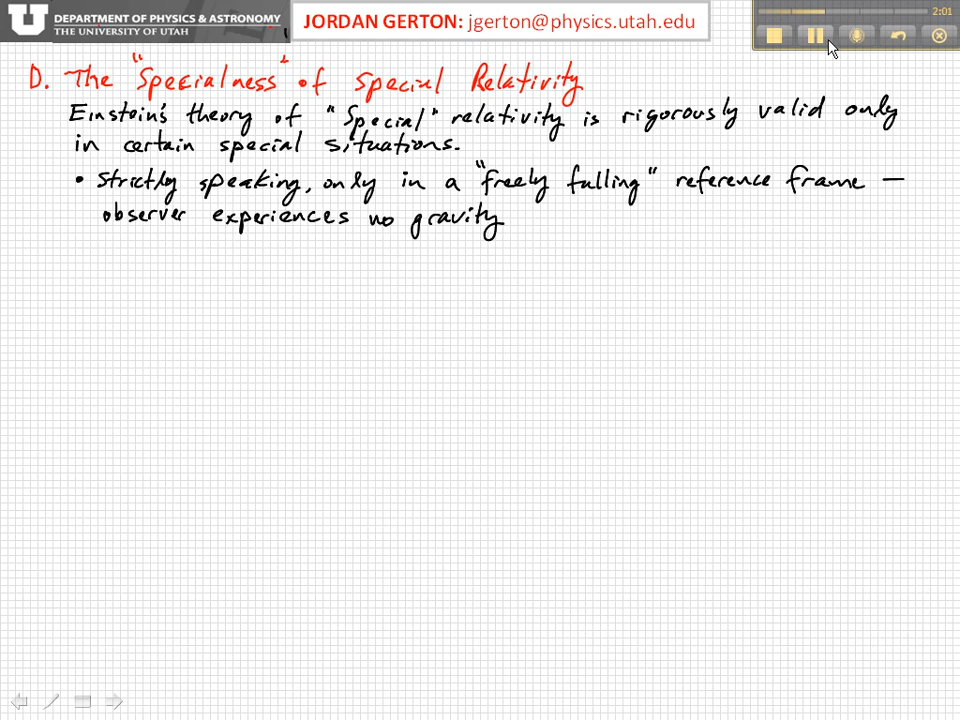 U DEPARTMENT OF PHYSICS & ASTRONOMY
THE UNIVERSITY OF UTAH
JORDAN GERTON: jgerton@physics.utah.edu
2:01
D. The "Specialness" of Special Relativity
Einstein's theory of "Special" relativity is rigorously valid only
in certain special situations.
• Strictly speaking, only in a "freely falling" reference frame —
observer experiences no gravity